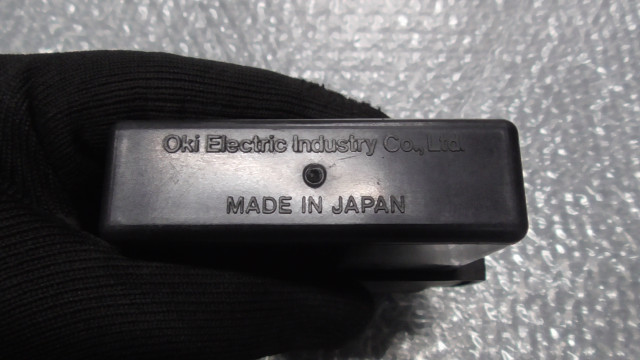 Oki Electric Industry Co., Ltd.
MADE IN JAPAN